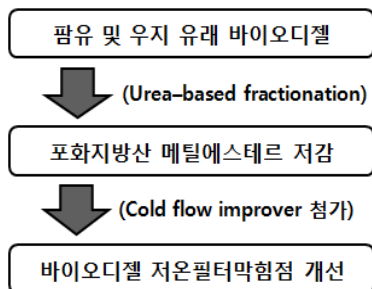 팜유 및 우지 유래 바이오디젤
(Urea–based fractionation)
포화지방산 메틸에스테르 저감
(Cold flow improver 첨가)
바이오디젤 저온필터막힘점 개선